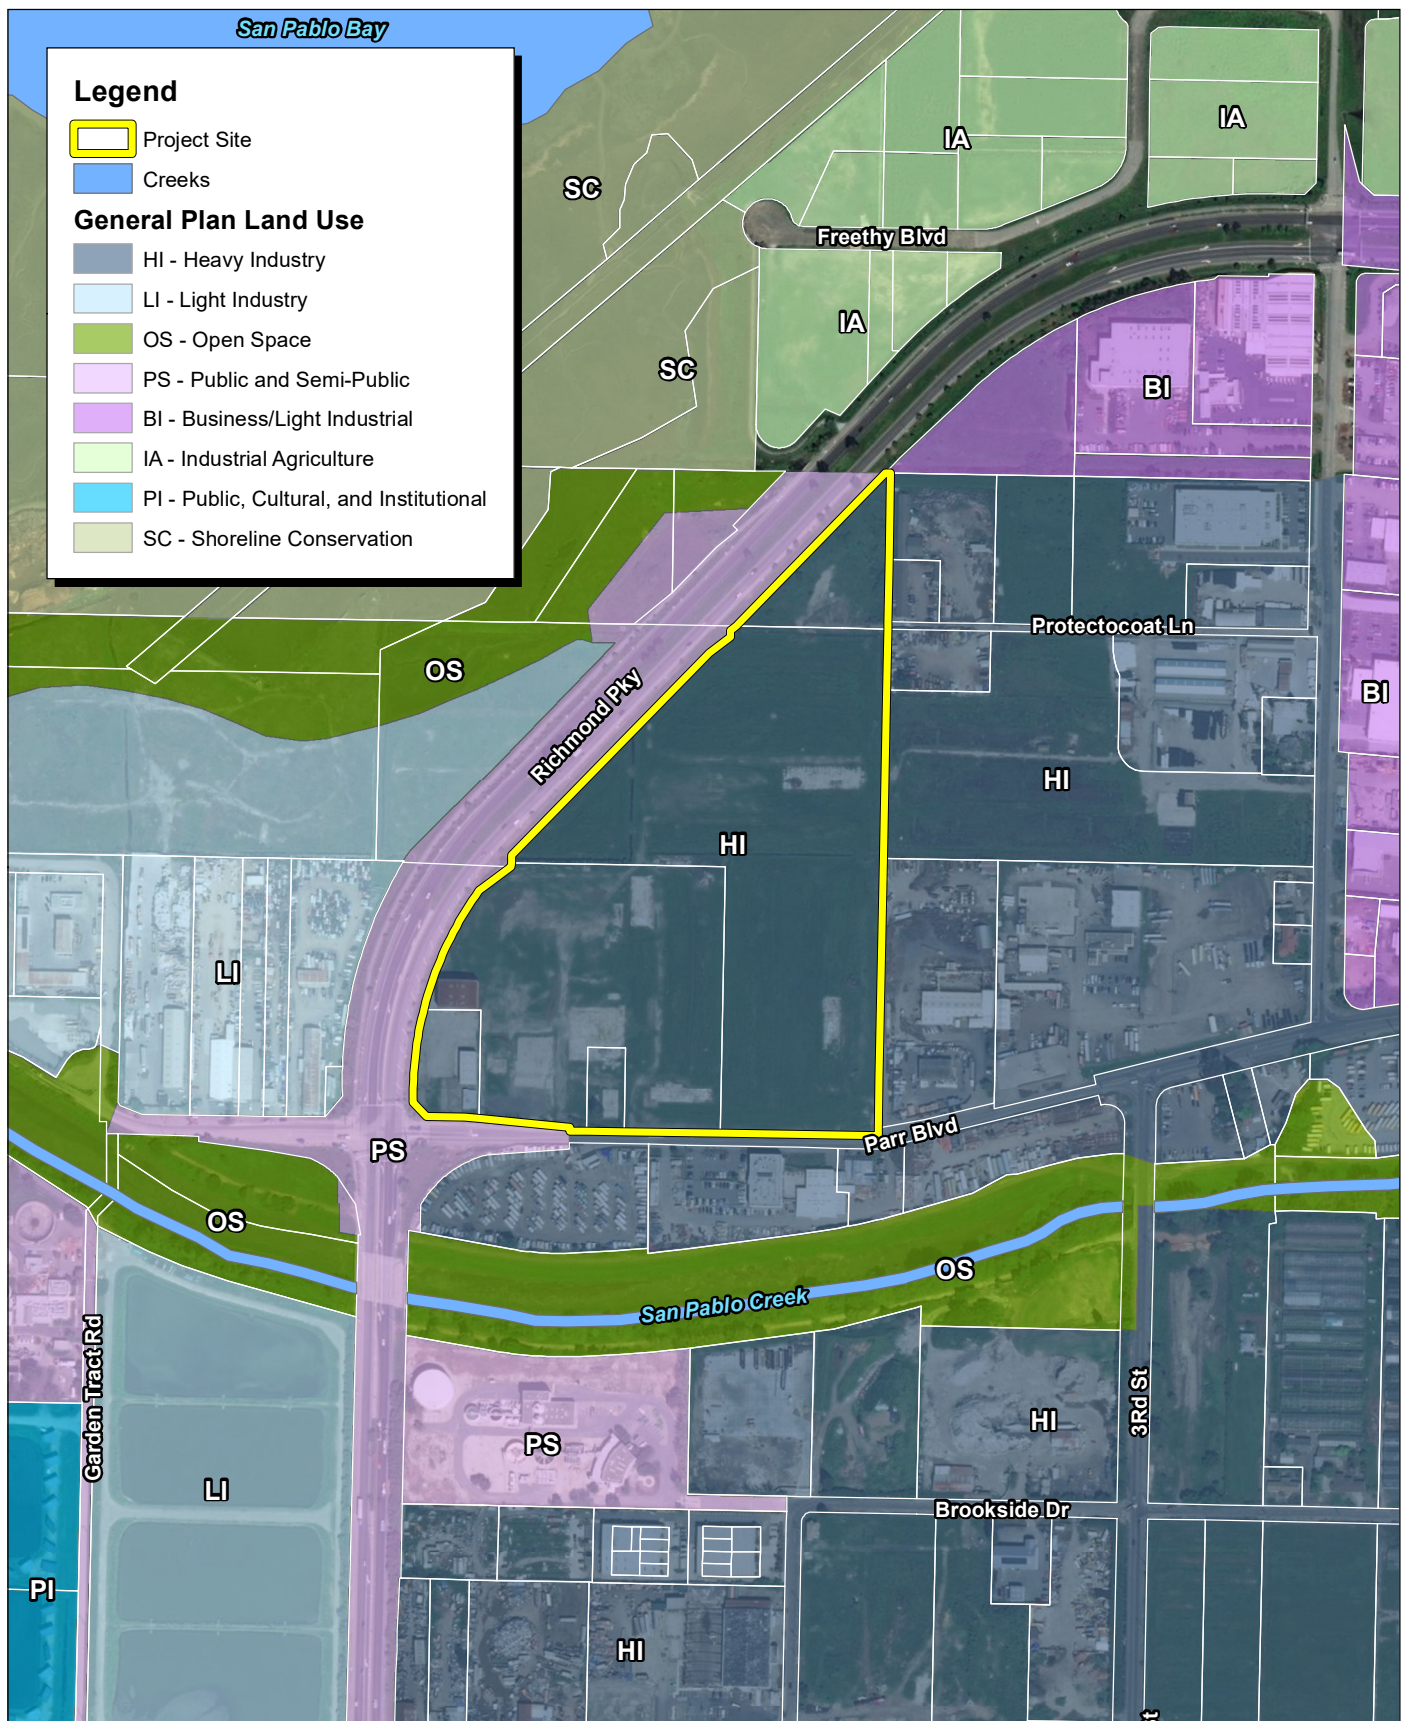 San Pablo Bay
Legend
Project Site
Creeks
General Plan Land Use
HI - Heavy Industry
LI - Light Industry
OS - Open Space
PS - Public and Semi-Public
BI - Business/Light Industrial
IA - Industrial Agriculture
PI - Public, Cultural, and Institutional
SC - Shoreline Conservation
IA
IA
SC
Freethy Blvd
IA
SC
BI
Protectocoat Ln
OS
BI
Richmond Pky
HI
HI
LI
Parr Blvd
PS
OS
OS
San Pablo Creek
Garden Tract Rd
3Rd St
HI
PS
LI
Brookside Dr
PI
HI